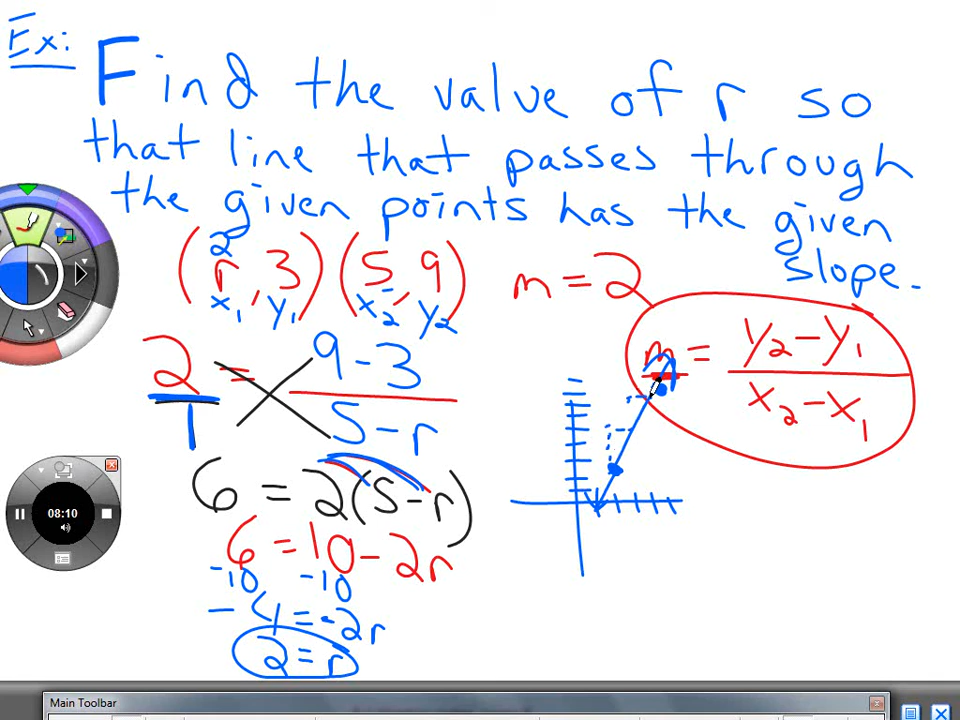 Ex:
Find the value of r so
that line that passes through
the given points has the given
slope.
2
(r, 3) (5, 9) m = 2
x1 y1 x2 y2
m = y2 - y1
x2 - x1
2 = 9 - 3
1 5 - r
6 = 2(5 - r)
6 = 10 - 2r
-10 -10
-4 = -2r
2 = r
08:10
Main Toolbar